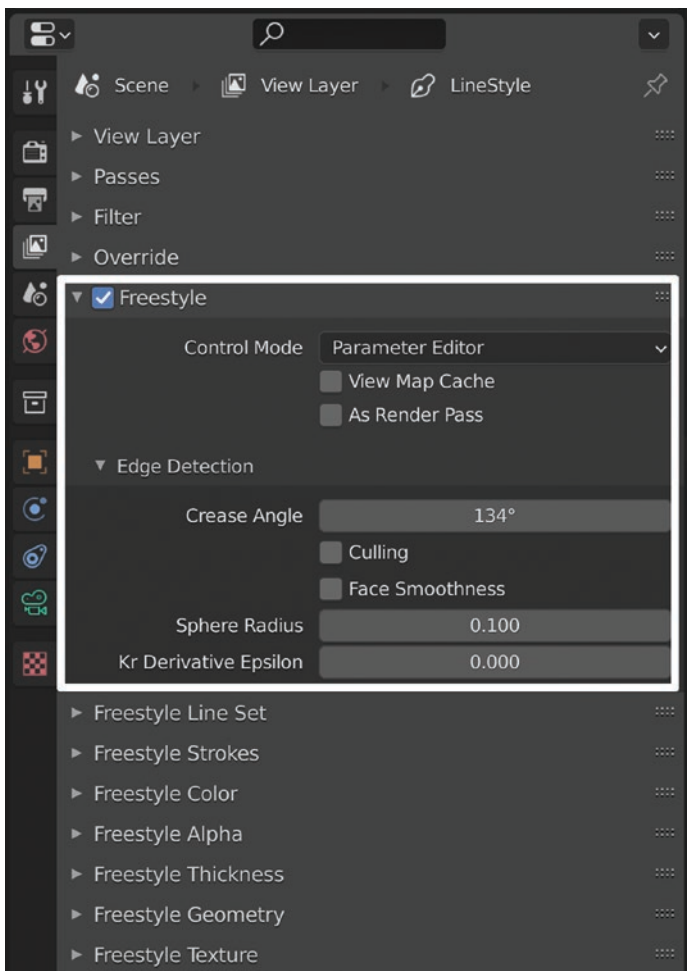 Scene View Layer LineStyle
View Layer
Passes
Filter
Override
Freestyle
Control Mode Parameter Editor
View Map Cache
As Render Pass
Edge Detection
Crease Angle 134°
Culling
Face Smoothness
Sphere Radius 0.100
Kr Derivative Epsilon 0.000
Freestyle Line Set
Freestyle Strokes
Freestyle Color
Freestyle Alpha
Freestyle Thickness
Freestyle Geometry
Freestyle Texture